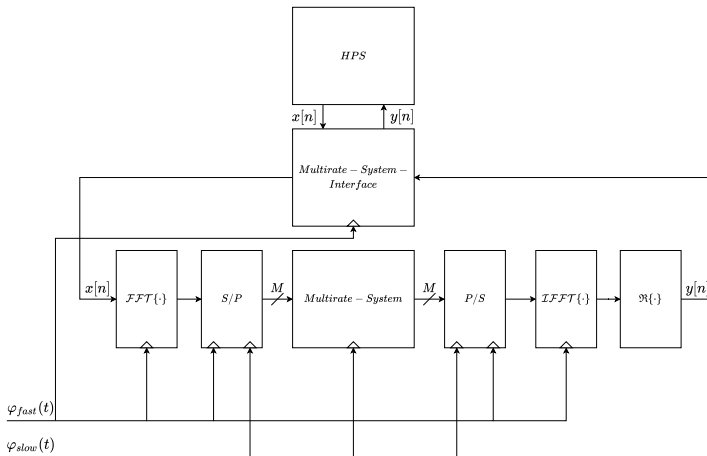 HPS
x[n]
y[n]
Multirate − System −
Interface
x[n]
ℱℱ𝒯{·}
S/P
M
Multirate − System
M
P/S
ℐℱℱ𝒯{·}
ℜ{·}
y[n]
φ_fast(t)
φ_slow(t)